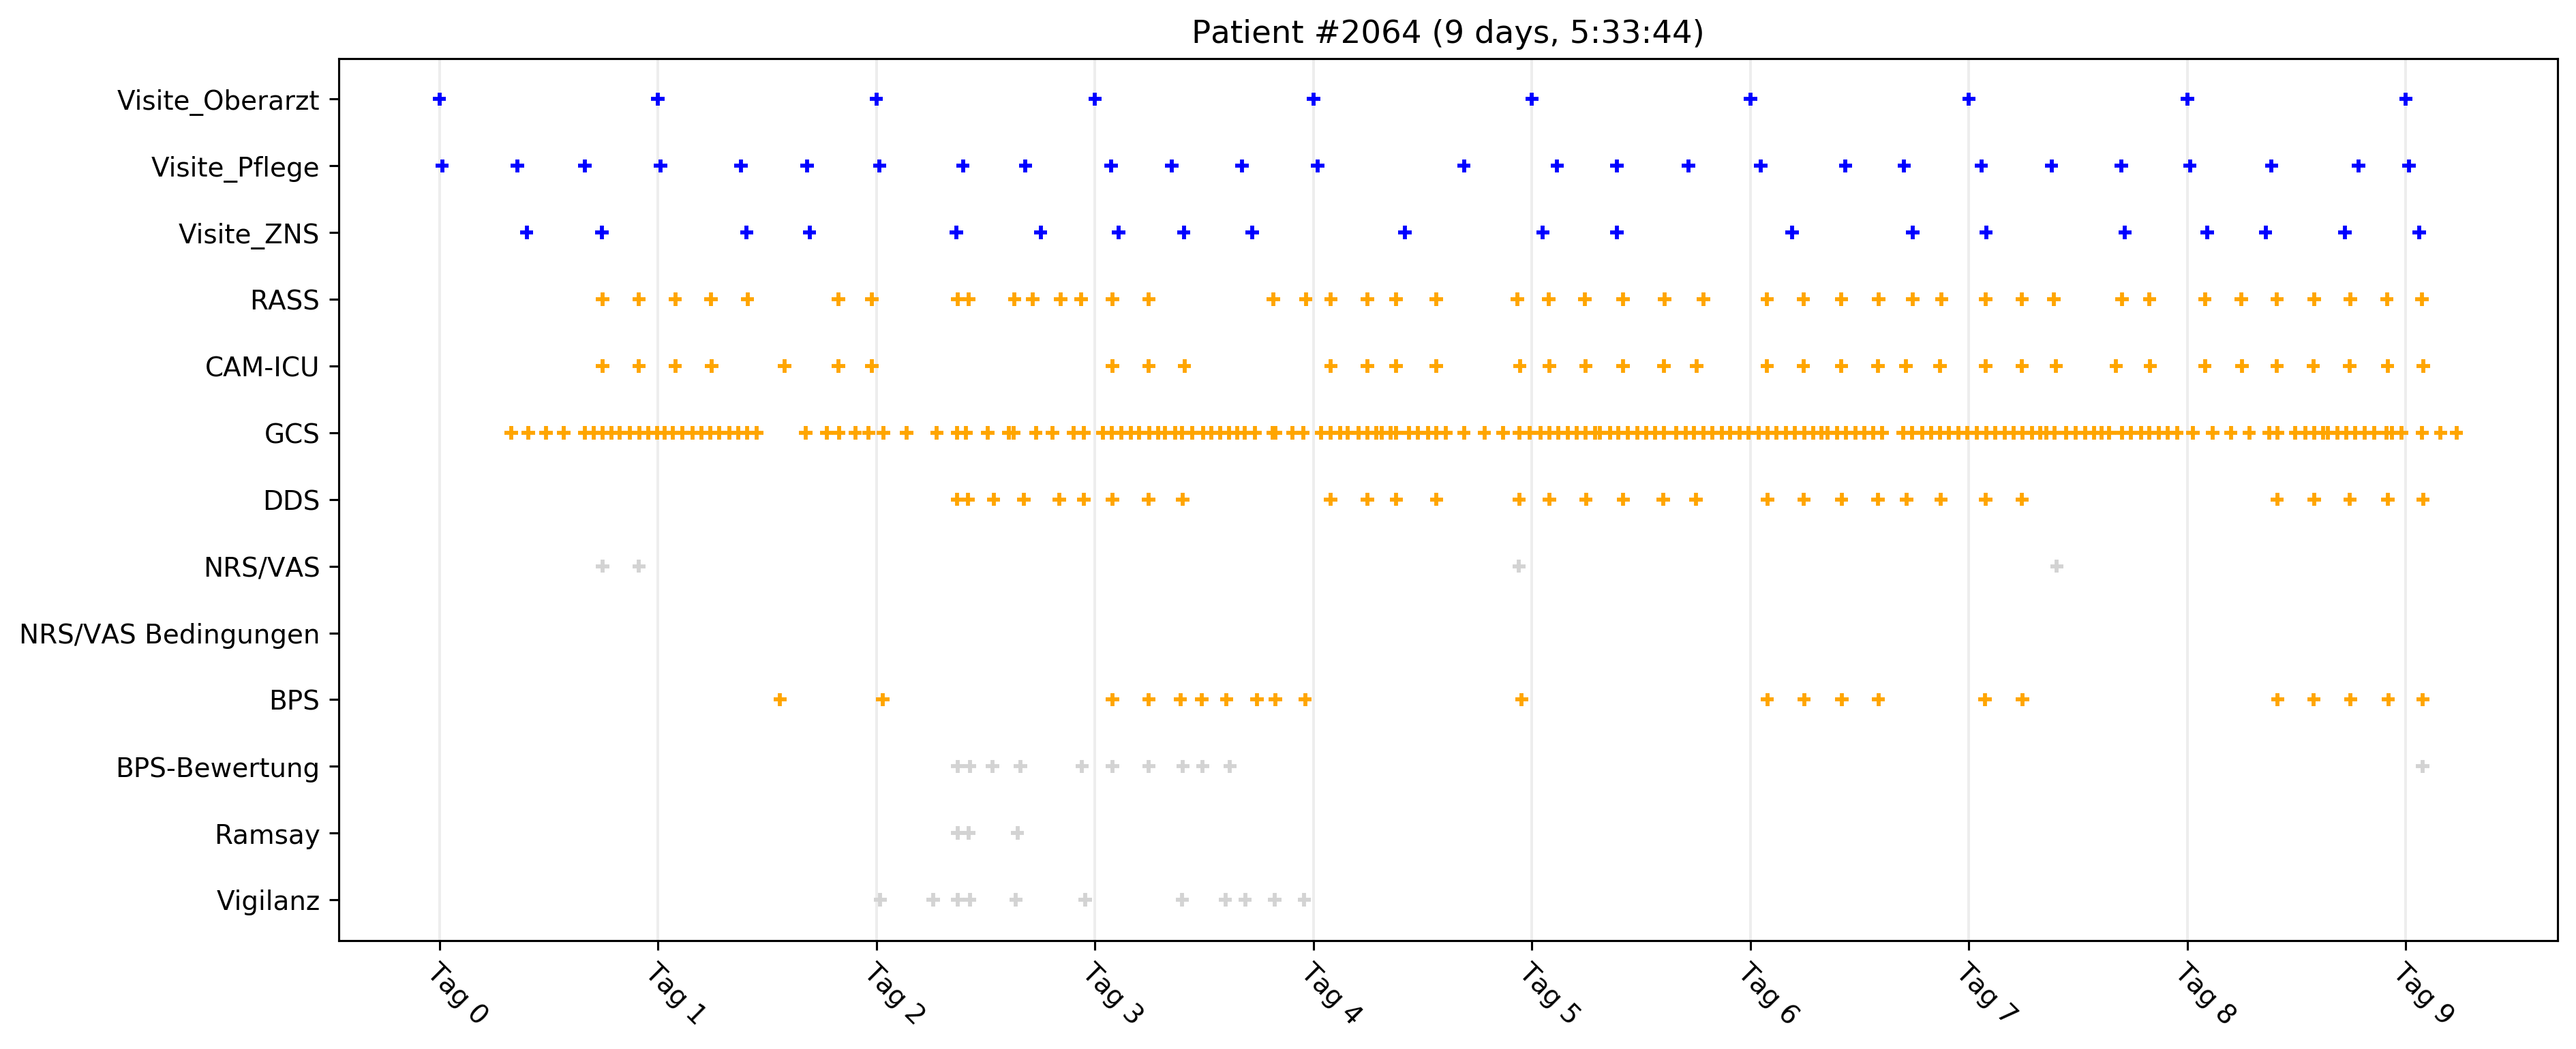 Patient #2064 (9 days, 5:33:44)
Visite_Oberarzt
Visite_Pflege
Visite_ZNS
RASS
CAM-ICU
GCS
DDS
NRS/VAS
NRS/VAS Bedingungen
BPS
BPS-Bewertung
Ramsay
Vigilanz
Tag 0
Tag 1
Tag 2
Tag 3
Tag 4
Tag 5
Tag 6
Tag 7
Tag 8
Tag 9